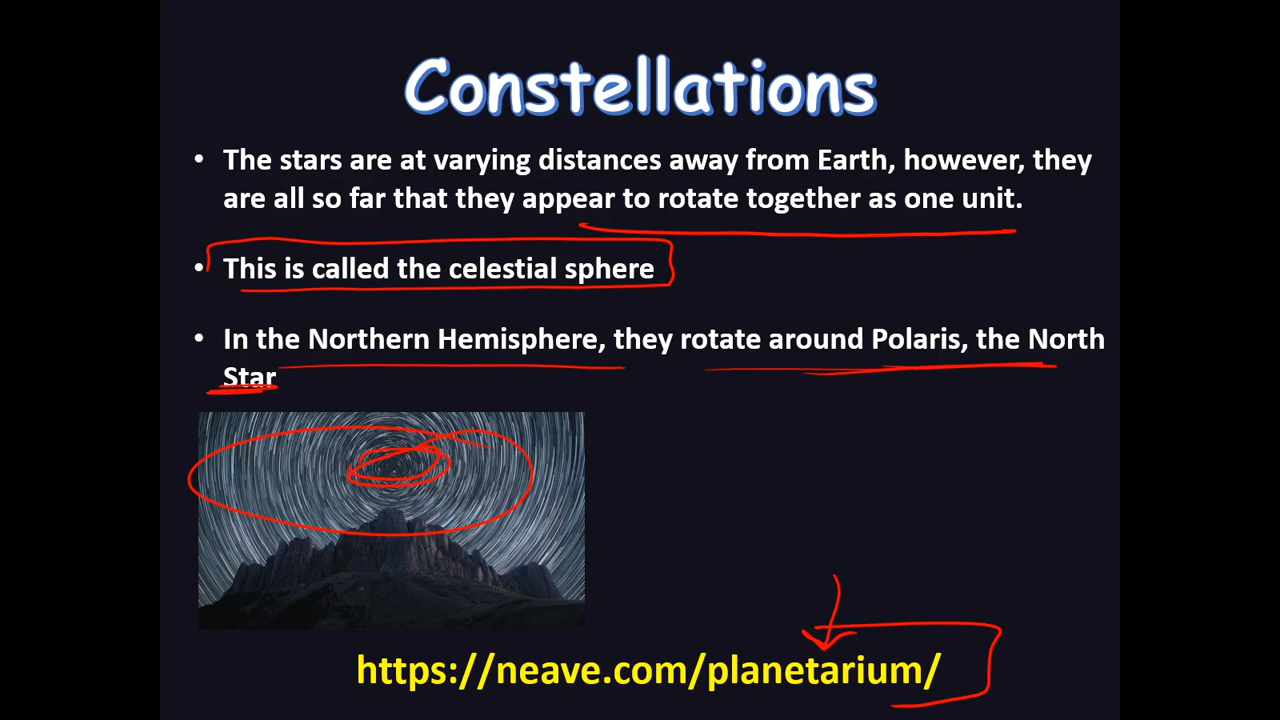 Constellations
• The stars are at varying distances away from Earth, however, they
are all so far that they appear to rotate together as one unit.
• This is called the celestial sphere
• In the Northern Hemisphere, they rotate around Polaris, the North
Star
https://neave.com/planetarium/